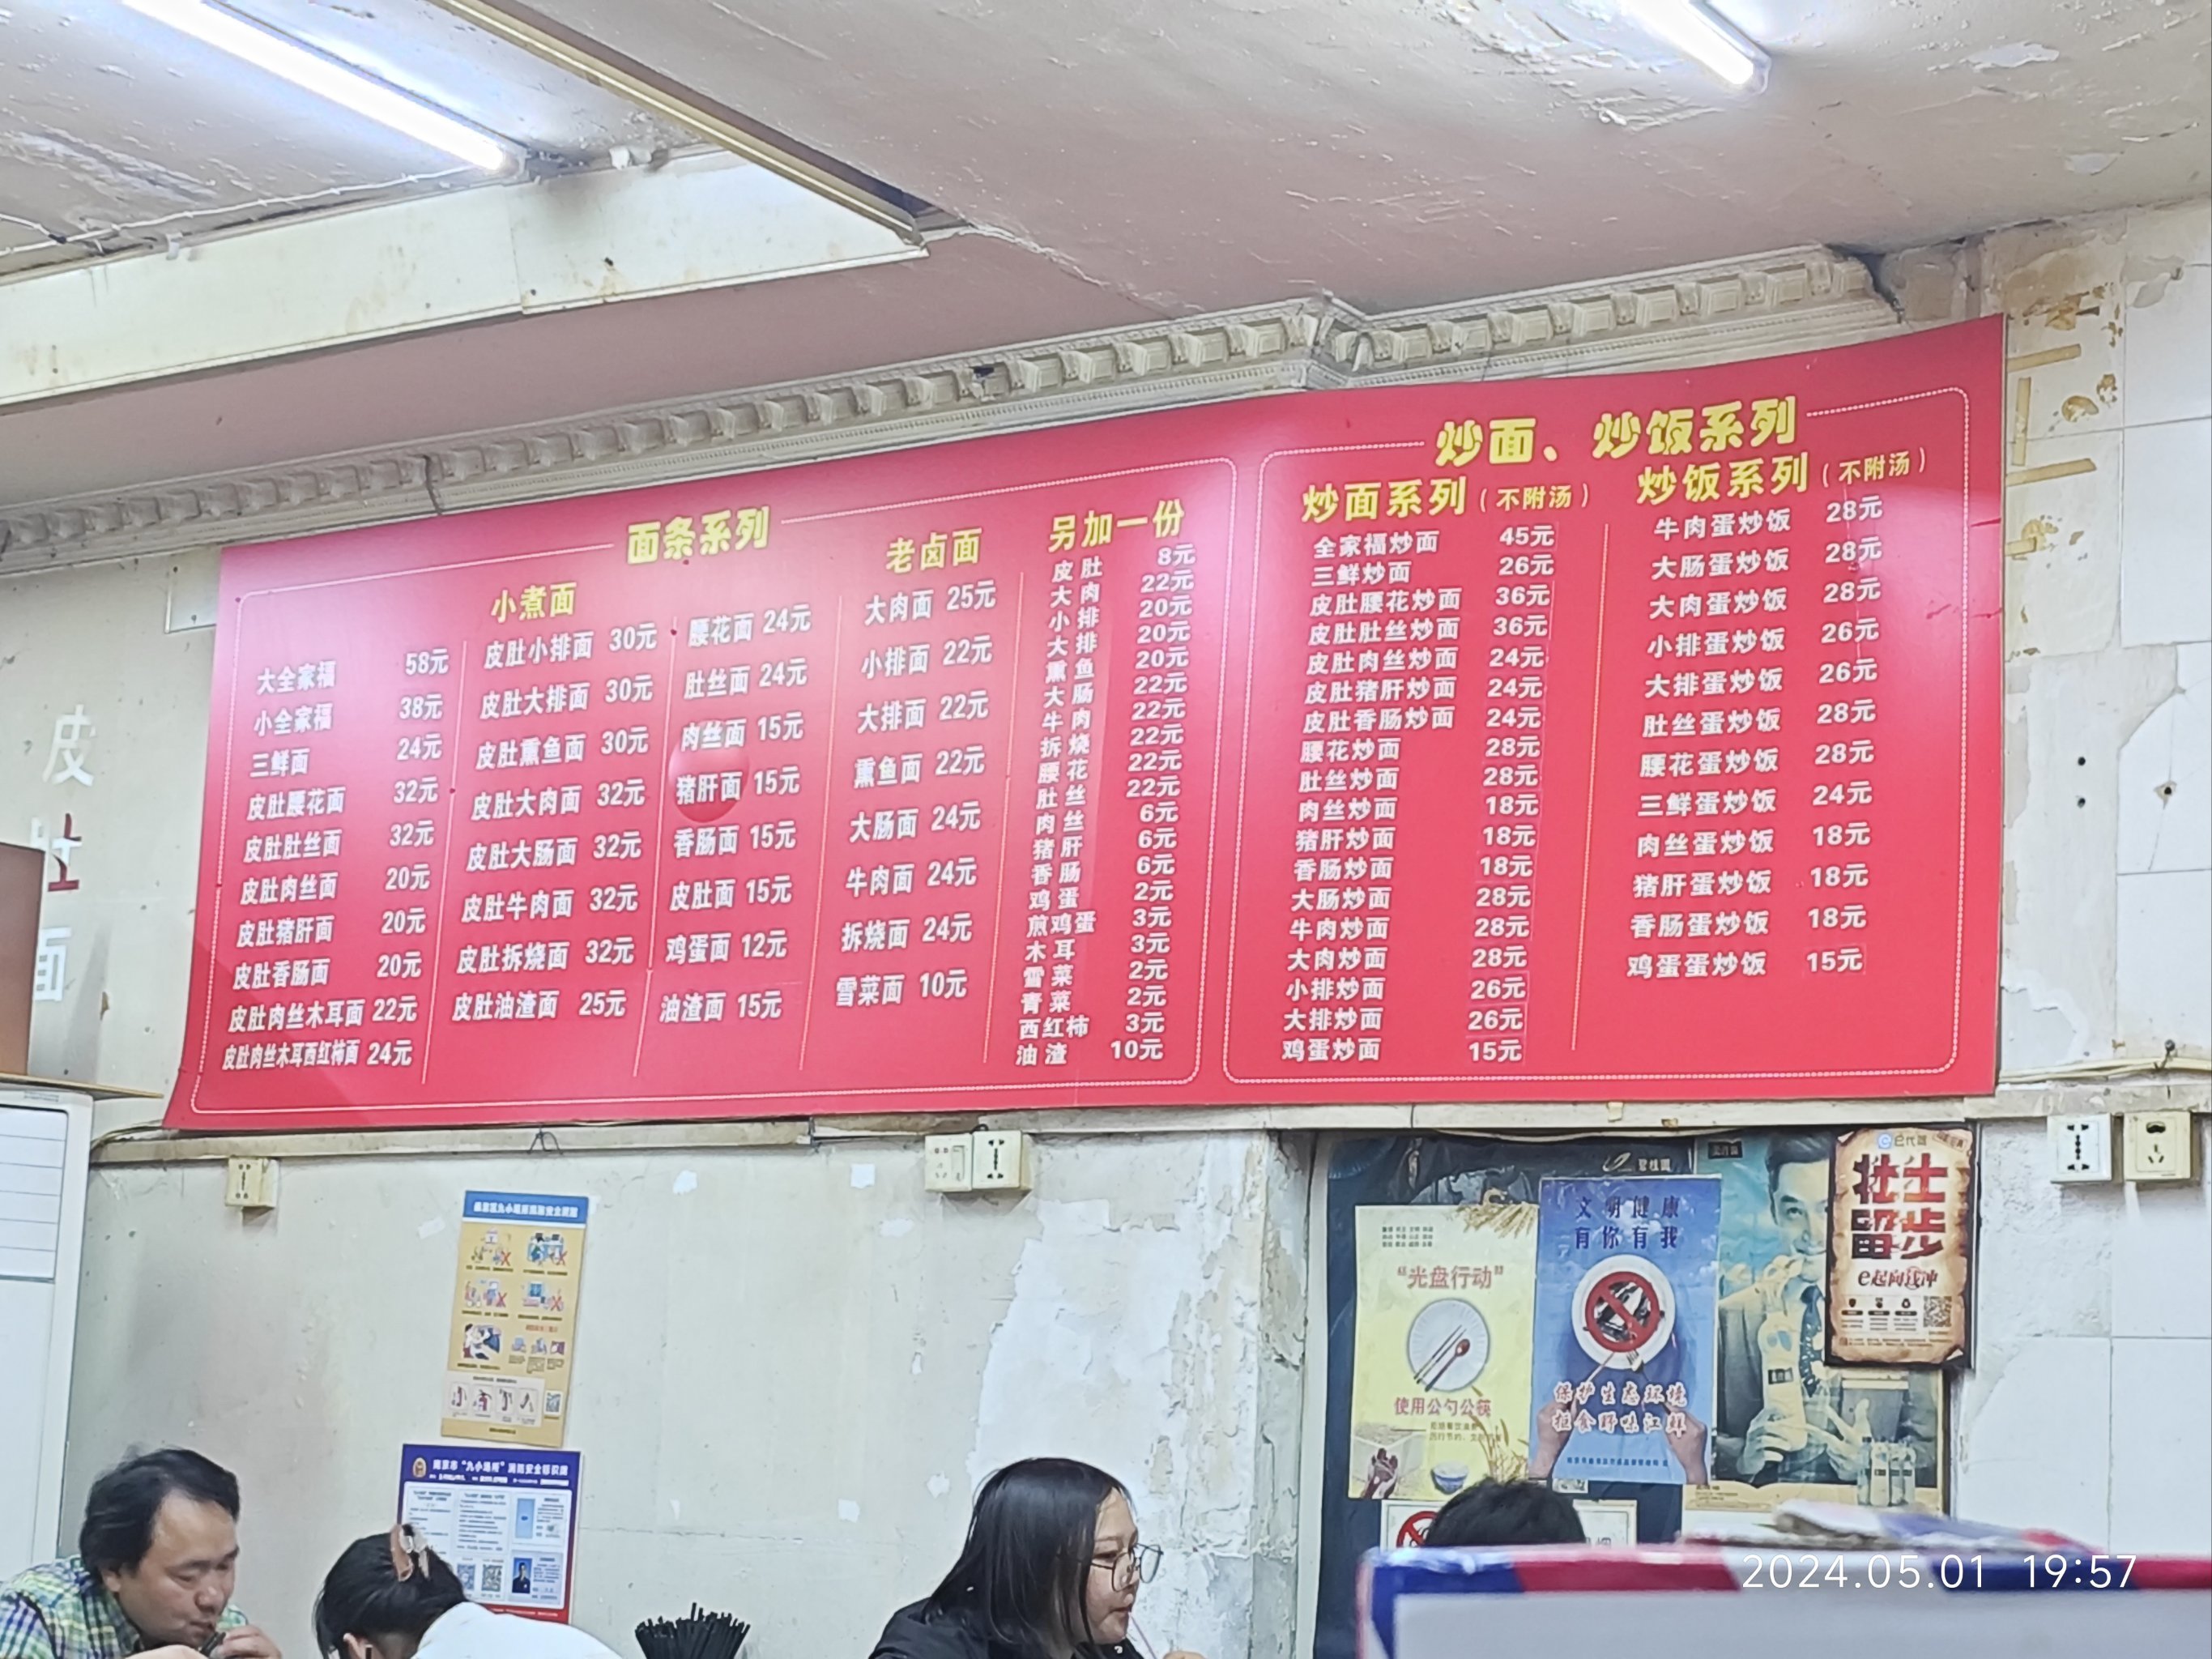 面条系列
小煮面
大全家福 58元
小全家福 38元
三鲜面 24元
皮肚腰花面 32元
皮肚肚丝面 32元
皮肚肉丝面 20元
皮肚猪肝面 20元
皮肚香肠面 20元
皮肚肉丝木耳面 22元
皮肚肉丝木耳西红柿面 24元
皮肚小排面 30元
皮肚大排面 30元
皮肚熏鱼面 30元
皮肚大肉面 32元
皮肚大肠面 32元
皮肚牛肉面 32元
皮肚拆烧面 32元
皮肚油渣面 25元
腰花面 24元
肚丝面 24元
肉丝面 15元
猪肝面 15元
香肠面 15元
皮肚面 15元
鸡蛋面 12元
油渣面 15元
老卤面
大肉面 25元
小排面 22元
大排面 22元
熏鱼面 22元
大肠面 24元
牛肉面 24元
拆烧面 24元
雪菜面 10元
另加一份
皮肚 8元
大肉 22元
小排 20元
大排 20元
熏鱼 20元
大肠 22元
牛肉 22元
拆烧 22元
腰花 22元
肚丝 22元
肉丝 6元
猪肝 6元
香肠 6元
鸡蛋 2元
煎鸡蛋 3元
木耳 3元
雪菜 2元
青菜 2元
西红柿 3元
油渣 10元
炒面、炒饭系列
炒面系列(不附汤)
全家福炒面 45元
三鲜炒面 26元
皮肚腰花炒面 36元
皮肚肚丝炒面 36元
皮肚肉丝炒面 24元
皮肚猪肝炒面 24元
皮肚香肠炒面 24元
腰花炒面 28元
肚丝炒面 28元
肉丝炒面 18元
猪肝炒面 18元
香肠炒面 18元
大肠炒面 28元
牛肉炒面 28元
大肉炒面 28元
小排炒面 26元
大排炒面 26元
鸡蛋炒面 15元
炒饭系列(不附汤)
牛肉蛋炒饭 28元
大肠蛋炒饭 28元
大肉蛋炒饭 28元
小排蛋炒饭 26元
大排蛋炒饭 26元
肚丝蛋炒饭 28元
腰花蛋炒饭 28元
三鲜蛋炒饭 24元
肉丝蛋炒饭 18元
猪肝蛋炒饭 18元
香肠蛋炒饭 18元
鸡蛋蛋炒饭 15元
皮
肚
面
南京市“九小场所”消防安全标识图
“光盘行动”
使用公勺公筷
文明健康
有你有我
保护生态环境
拒食野味江鲜
壮士
留步
e起向钱冲
2024.05.01 19:57